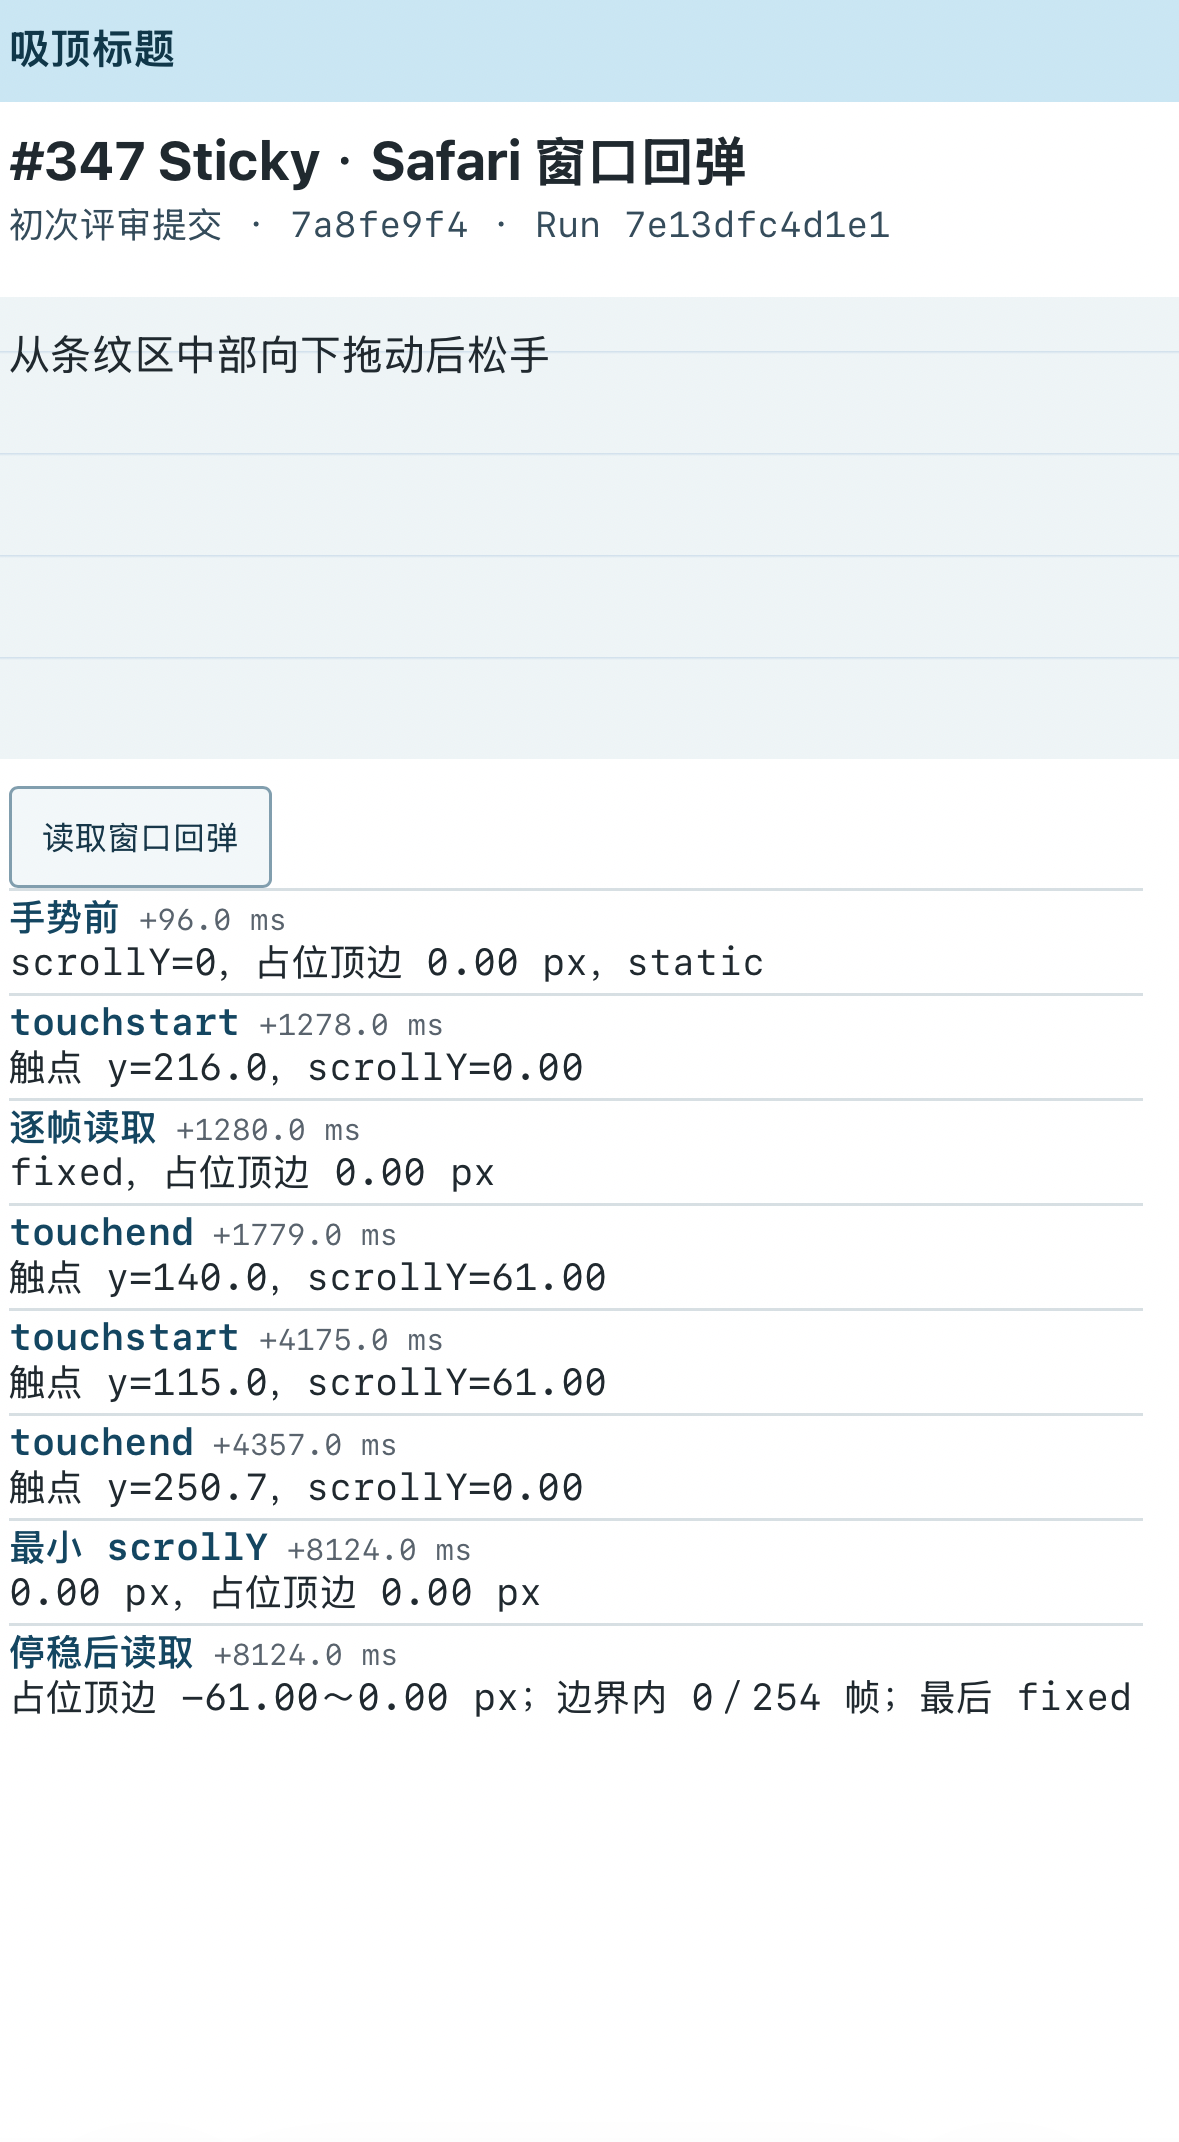 吸顶标题
#347 Sticky · Safari 窗口回弹
初次评审提交 · 7a8fe9f4 · Run 7e13dfc4d1e1
从条纹区中部向下拖动后松手
读取窗口回弹
手势前 +96.0 ms
scrollY=0, 占位顶边 0.00 px, static
touchstart +1278.0 ms
触点 y=216.0, scrollY=0.00
逐帧读取 +1280.0 ms
fixed, 占位顶边 0.00 px
touchend +1779.0 ms
触点 y=140.0, scrollY=61.00
touchstart +4175.0 ms
触点 y=115.0, scrollY=61.00
touchend +4357.0 ms
触点 y=250.7, scrollY=0.00
最小 scrollY +8124.0 ms
0.00 px, 占位顶边 0.00 px
停稳后读取 +8124.0 ms
占位顶边 −61.00～0.00 px; 边界内 0/254 帧; 最后 fixed